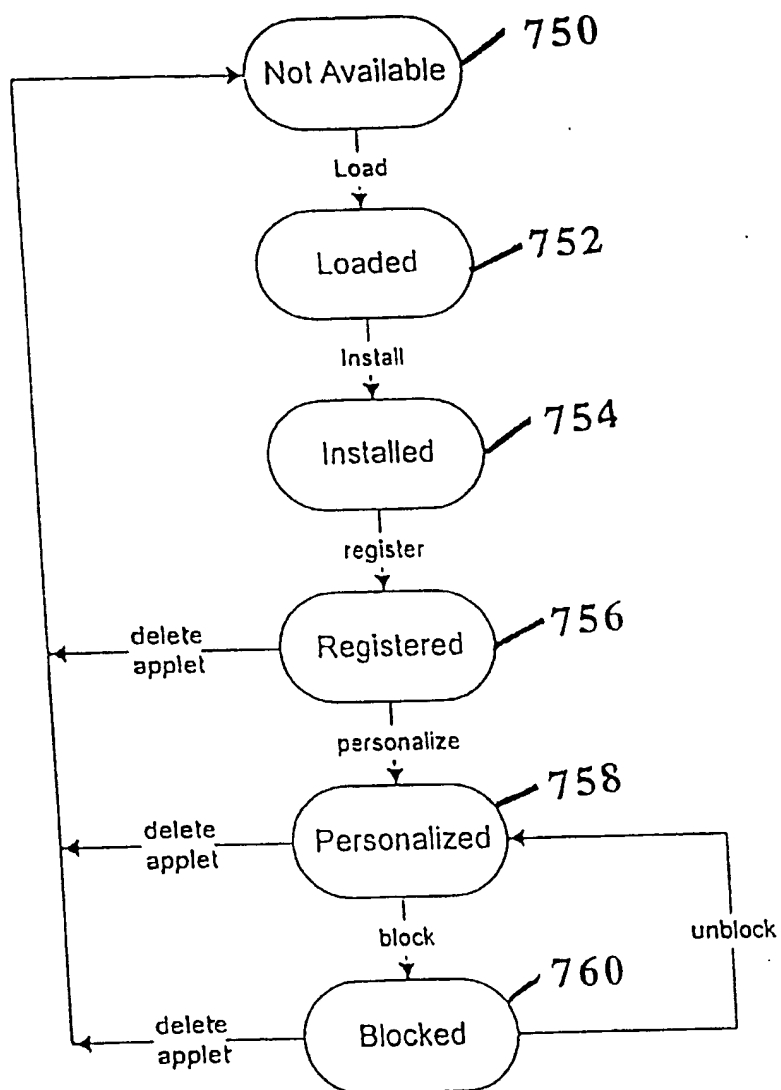 750
Not Available
Load
752
Loaded
Install
754
Installed
register
756
Registered
delete
applet
personalize
758
Personalized
delete
applet
block
unblock
760
Blocked
delete
applet